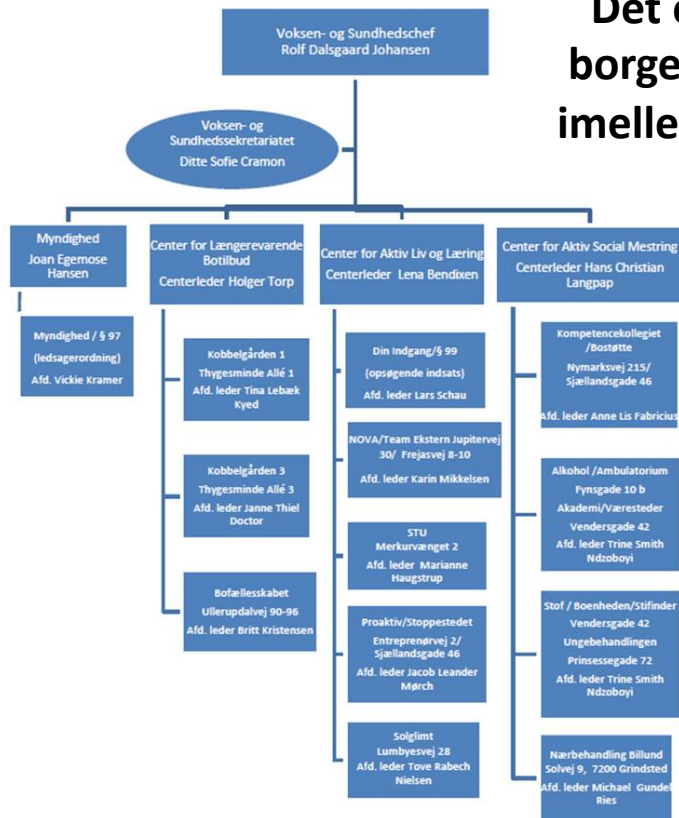 Det
borge
imelle
Voksen- og Sundhedschef
Rolf Dalsgaard Johansen
Voksen- og
Sundhedssekretariatet
Ditte Sofie Cramon
Myndighed
Joan Egemose
Hansen
Myndighed / § 97
(ledsagerordning)
Afd. Vickie Kramer
Center for Længerevarende
Botilbud
Centerleder Holger Torp
Kobbelgården 1
Thygesminde Allé 1
Afd. leder Tina Lebæk
Kyed
Kobbelgården 3
Thygesminde Allé 3
Afd. leder Janne Thiel
Doctor
Bofællesskabet
Ullerupdalvej 90-96
Afd. leder Britt Kristensen
Center for Aktiv Liv og Læring
Centerleder Lena Bendixen
Din Indgang/§ 99
(opsøgende indsats)
Afd. leder Lars Schau
NOVA/Team Ekstern Jupitervej
30/ Frejasvej 8-10
Afd. leder Karin Mikkelsen
STU
Merkurvænget 2
Afd. leder Marianne
Haugstrup
Proaktiv/Stoppestedet
Entreprenørvej 2/
Sjællandsgade 46
Afd. leder Jacob Leander
Mørch
Solglimt
Lumbyesvej 28
Afd. leder Tove Rabech
Nielsen
Center for Aktiv Social Mestring
Centerleder Hans Christian
Langpap
Kompetencekollegiet
/Bostøtte
Nymarksvej 215/
Sjællandsgade 46
Afd. leder Anne Lis Fabricius
Alkohol /Ambulatorium
Fynsgade 10 b
Akademi/Væresteder
Vendersgade 42
Afd. leder Trine Smith
Ndzoboyi
Stof / Boenheden/Stifinder
Vendersgade 42
Ungebehandlingen
Prinsessegade 72
Afd. leder Trine Smith
Ndzoboyi
Nærbehandling Billund
Solvej 9, 7200 Grindsted
Afd. leder Michael Gundel
Ries